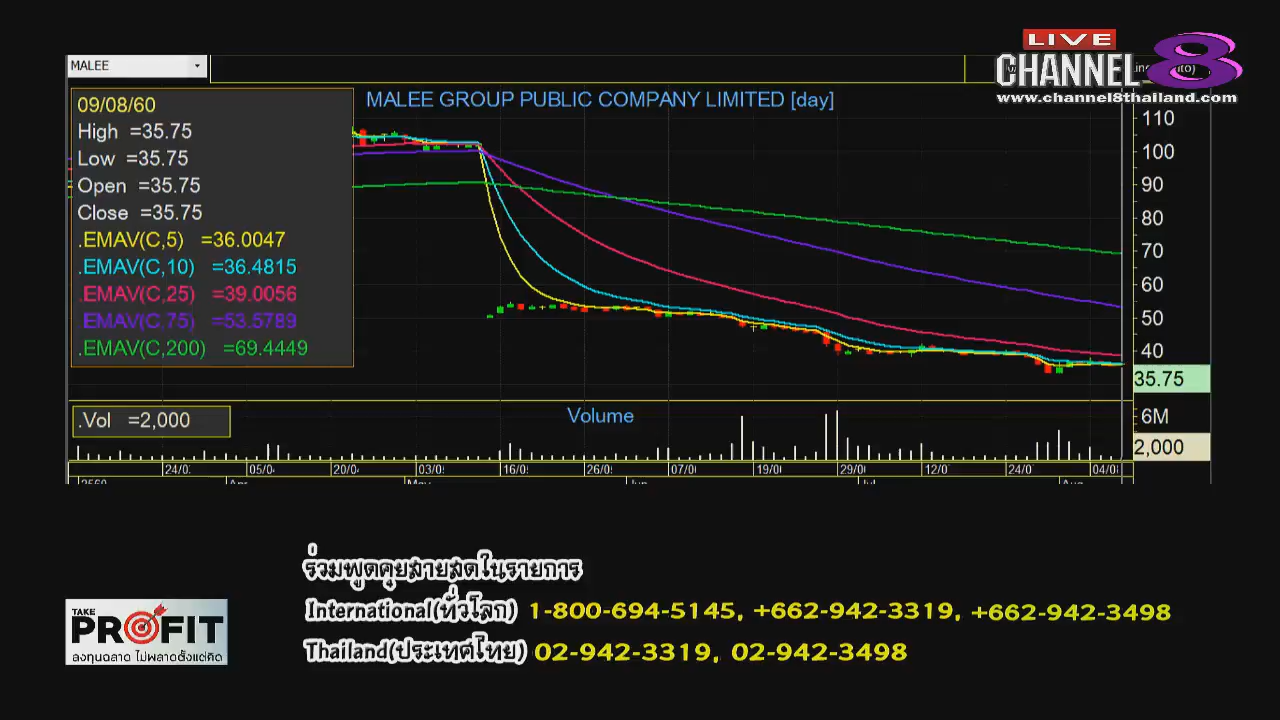 LIVE
CHANNEL 8
www.channel8thailand.com
MALEE
MALEE GROUP PUBLIC COMPANY LIMITED [day]
09/08/60
High =35.75
Low =35.75
Open =35.75
Close =35.75
.EMAV(C,5) =36.0047
.EMAV(C,10) =36.4815
.EMAV(C,25) =39.0056
.EMAV(C,75) =53.5789
.EMAV(C,200) =69.4449
110
100
90
80
70
60
50
40
35.75
.Vol =2,000
Volume
6M
2,000
24/0 05/0 20/0 03/0 16/0 26/0 07/0 19/0 29/0 12/0 24/0 04/0
2560 Apr May Jun Jul Aug
ร่วมพูดคุยสายสดในรายการ
International(ทั่วโลก) 1-800-694-5145, +662-942-3319, +662-942-3498
Thailand(ประเทศไทย) 02-942-3319, 02-942-3498
TAKE
PROFIT
ลงทุนฉลาด ไม่พลาดตั้งแต่คิด